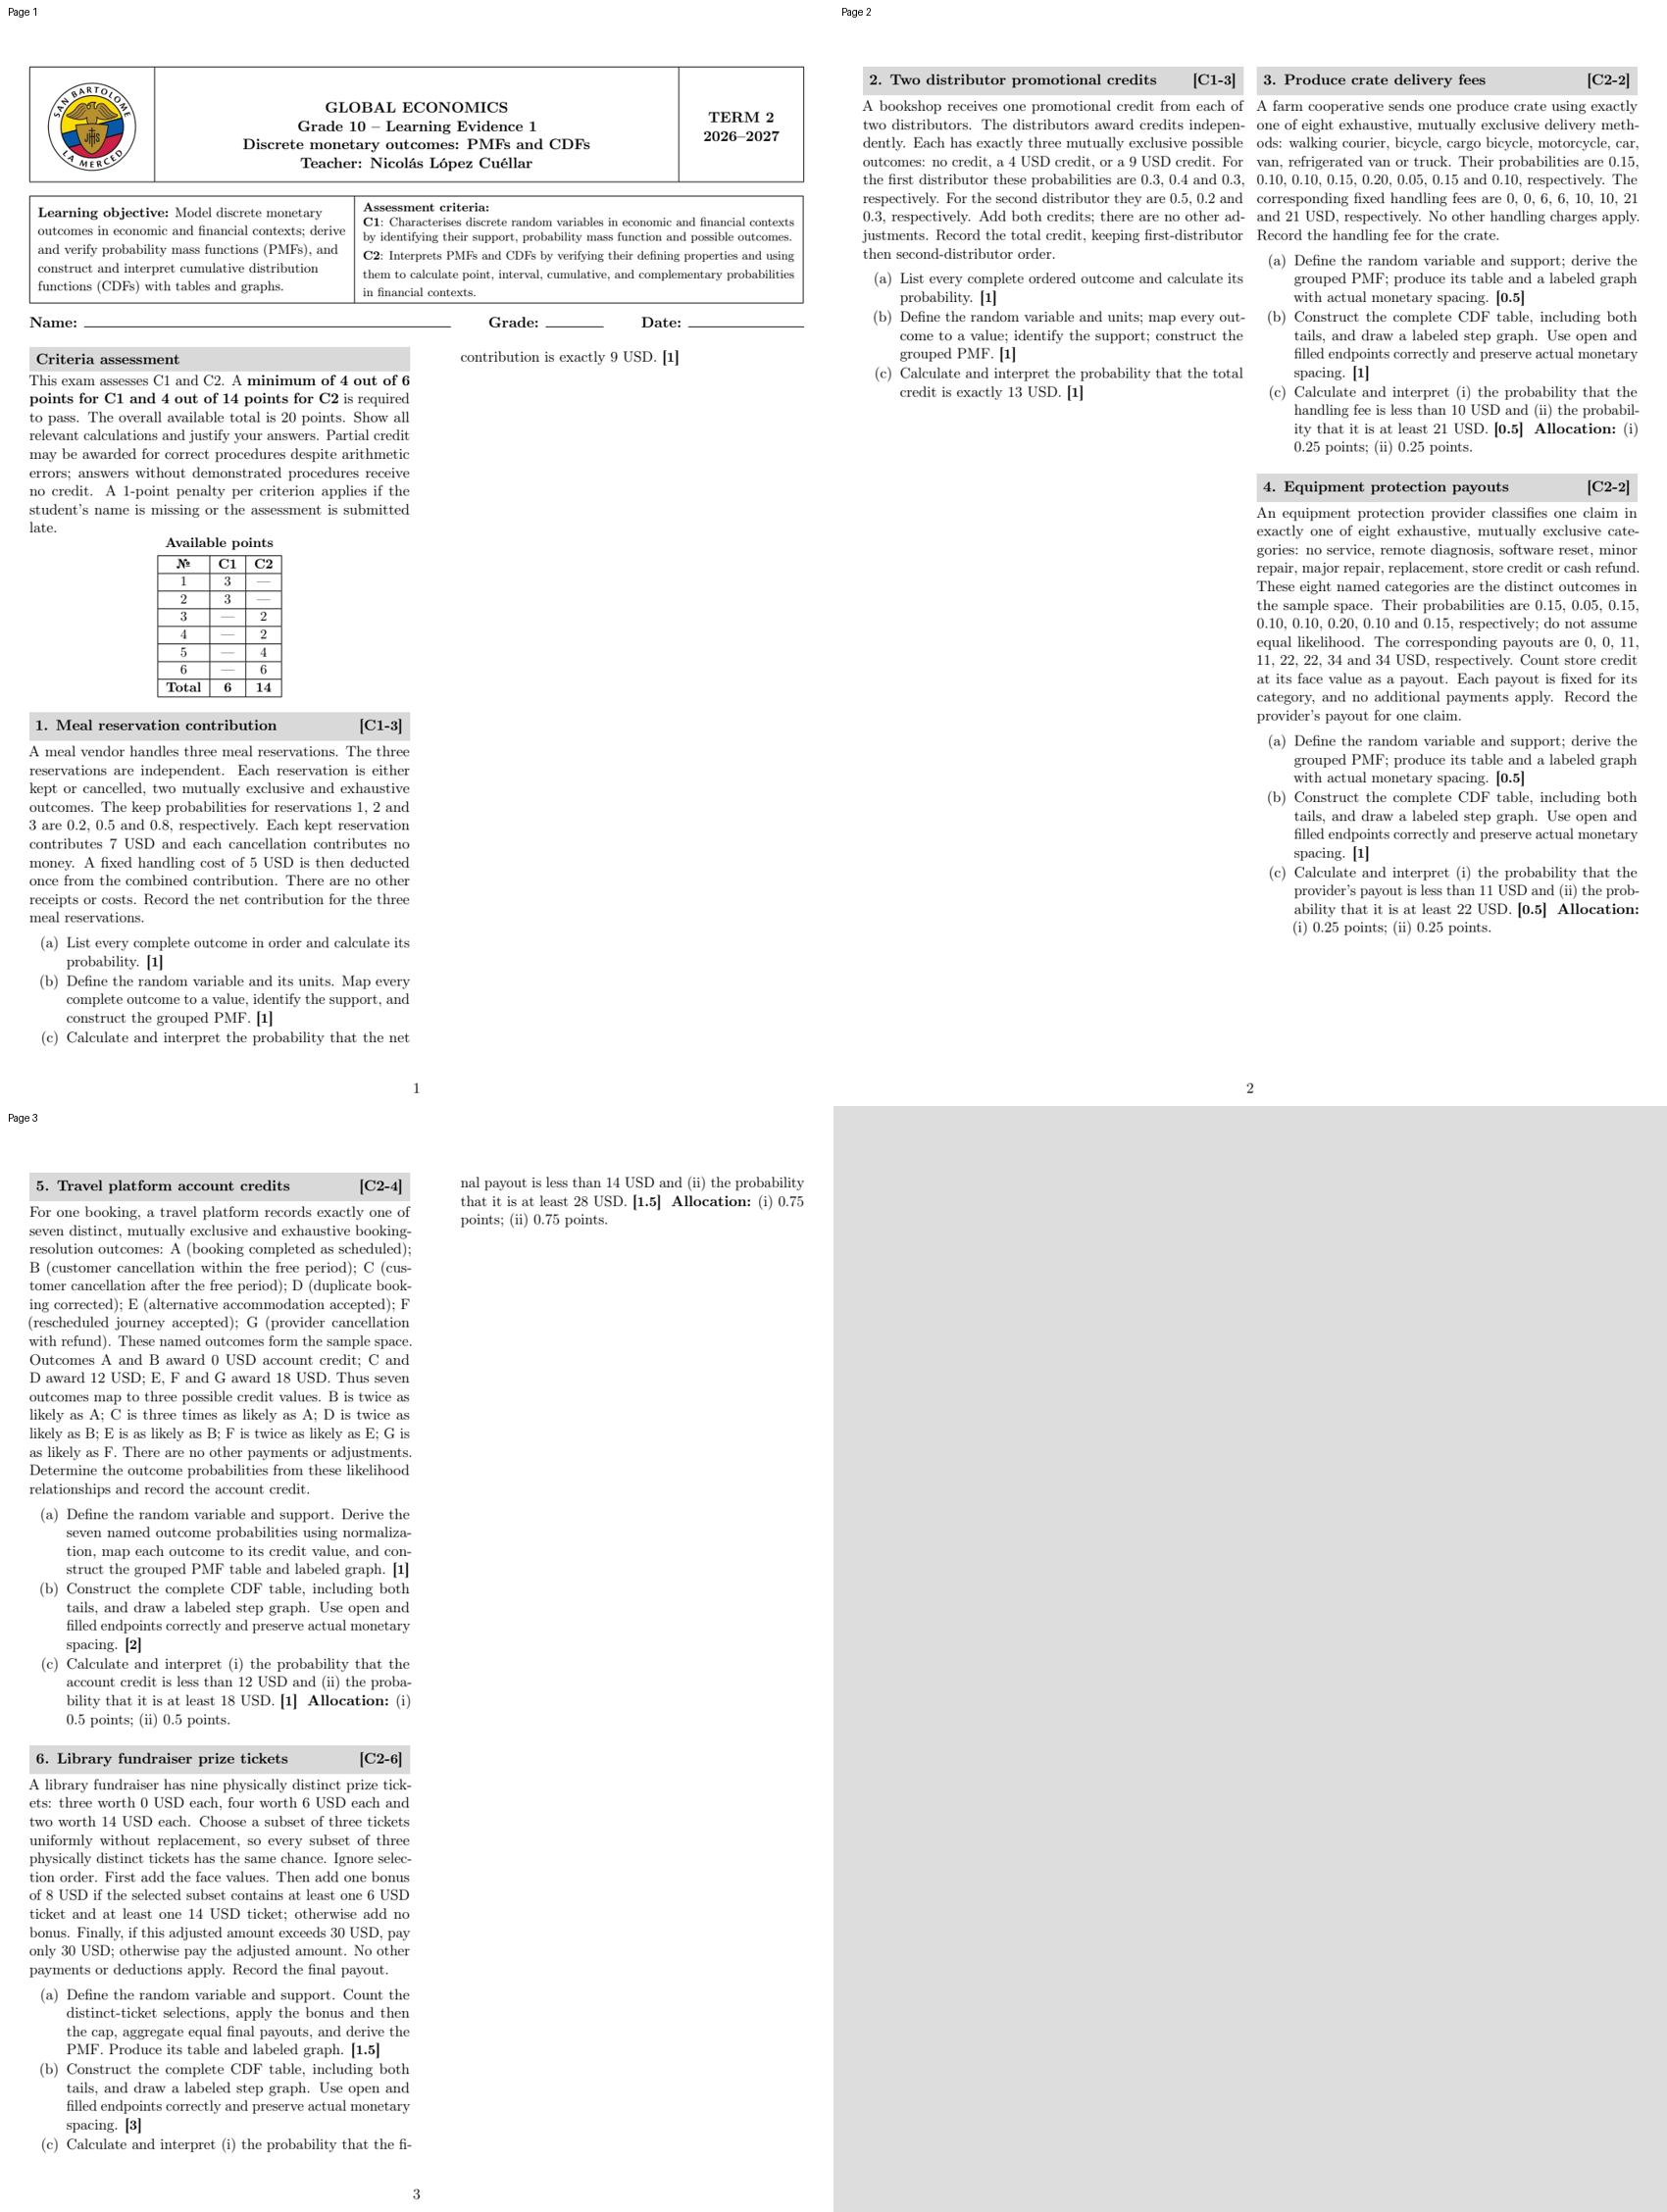 Page 1
SAN BARTOLOME
JHS
LA MERCED
GLOBAL ECONOMICS
Grade 10 – Learning Evidence 1
Discrete monetary outcomes: PMFs and CDFs
Teacher: Nicolás López Cuéllar
TERM 2
2026–2027
Learning objective: Model discrete monetary
outcomes in economic and financial contexts; derive
and verify probability mass functions (PMFs), and
construct and interpret cumulative distribution
functions (CDFs) with tables and graphs.
Assessment criteria:
C1: Characterises discrete random variables in economic and financial contexts
by identifying their support, probability mass function and possible outcomes.
C2: Interprets PMFs and CDFs by verifying their defining properties and using
them to calculate point, interval, cumulative, and complementary probabilities
in financial contexts.
Name: Grade: Date:
Criteria assessment
This exam assesses C1 and C2. A minimum of 4 out of 6
points for C1 and 4 out of 14 points for C2 is required
to pass. The overall available total is 20 points. Show all
relevant calculations and justify your answers. Partial credit
may be awarded for correct procedures despite arithmetic
errors; answers without demonstrated procedures receive
no credit. A 1-point penalty per criterion applies if the
student's name is missing or the assessment is submitted
late.
Available points
№ C1 C2
1 3 —
2 3 —
3 — 2
4 — 2
5 — 4
6 — 6
Total 6 14
1. Meal reservation contribution [C1-3]
A meal vendor handles three meal reservations. The three
reservations are independent. Each reservation is either
kept or cancelled, two mutually exclusive and exhaustive
outcomes. The keep probabilities for reservations 1, 2 and
3 are 0.2, 0.5 and 0.8, respectively. Each kept reservation
contributes 7 USD and each cancellation contributes no
money. A fixed handling cost of 5 USD is then deducted
once from the combined contribution. There are no other
receipts or costs. Record the net contribution for the three
meal reservations.
(a) List every complete outcome in order and calculate its
probability. [1]
(b) Define the random variable and its units. Map every
complete outcome to a value, identify the support, and
construct the grouped PMF. [1]
(c) Calculate and interpret the probability that the net
contribution is exactly 9 USD. [1]
1
Page 2
2. Two distributor promotional credits [C1-3]
A bookshop receives one promotional credit from each of
two distributors. The distributors award credits indepen-
dently. Each has exactly three mutually exclusive possible
outcomes: no credit, a 4 USD credit, or a 9 USD credit. For
the first distributor these probabilities are 0.3, 0.4 and 0.3,
respectively. For the second distributor they are 0.5, 0.2 and
0.3, respectively. Add both credits; there are no other ad-
justments. Record the total credit, keeping first-distributor
then second-distributor order.
(a) List every complete ordered outcome and calculate its
probability. [1]
(b) Define the random variable and units; map every out-
come to a value; identify the support; construct the
grouped PMF. [1]
(c) Calculate and interpret the probability that the total
credit is exactly 13 USD. [1]
3. Produce crate delivery fees [C2-2]
A farm cooperative sends one produce crate using exactly
one of eight exhaustive, mutually exclusive delivery meth-
ods: walking courier, bicycle, cargo bicycle, motorcycle, car,
van, refrigerated van or truck. Their probabilities are 0.15,
0.10, 0.10, 0.15, 0.20, 0.05, 0.15 and 0.10, respectively. The
corresponding fixed handling fees are 0, 0, 6, 6, 10, 10, 21
and 21 USD, respectively. No other handling charges apply.
Record the handling fee for the crate.
(a) Define the random variable and support; derive the
grouped PMF; produce its table and a labeled graph
with actual monetary spacing. [0.5]
(b) Construct the complete CDF table, including both
tails, and draw a labeled step graph. Use open and
filled endpoints correctly and preserve actual monetary
spacing. [1]
(c) Calculate and interpret (i) the probability that the
handling fee is less than 10 USD and (ii) the probabil-
ity that it is at least 21 USD. [0.5] Allocation: (i)
0.25 points; (ii) 0.25 points.
4. Equipment protection payouts [C2-2]
An equipment protection provider classifies one claim in
exactly one of eight exhaustive, mutually exclusive cate-
gories: no service, remote diagnosis, software reset, minor
repair, major repair, replacement, store credit or cash refund.
These eight named categories are the distinct outcomes in
the sample space. Their probabilities are 0.15, 0.05, 0.15,
0.10, 0.10, 0.20, 0.10 and 0.15, respectively; do not assume
equal likelihood. The corresponding payouts are 0, 0, 11,
11, 22, 22, 34 and 34 USD, respectively. Count store credit
at its face value as a payout. Each payout is fixed for its
category, and no additional payments apply. Record the
provider's payout for one claim.
(a) Define the random variable and support; derive the
grouped PMF; produce its table and a labeled graph
with actual monetary spacing. [0.5]
(b) Construct the complete CDF table, including both
tails, and draw a labeled step graph. Use open and
filled endpoints correctly and preserve actual monetary
spacing. [1]
(c) Calculate and interpret (i) the probability that the
provider's payout is less than 11 USD and (ii) the prob-
ability that it is at least 22 USD. [0.5] Allocation:
(i) 0.25 points; (ii) 0.25 points.
2
Page 3
5. Travel platform account credits [C2-4]
For one booking, a travel platform records exactly one of
seven distinct, mutually exclusive and exhaustive booking-
resolution outcomes: A (booking completed as scheduled);
B (customer cancellation within the free period); C (cus-
tomer cancellation after the free period); D (duplicate book-
ing corrected); E (alternative accommodation accepted); F
(rescheduled journey accepted); G (provider cancellation
with refund). These named outcomes form the sample space.
Outcomes A and B award 0 USD account credit; C and
D award 12 USD; E, F and G award 18 USD. Thus seven
outcomes map to three possible credit values. B is twice as
likely as A; C is three times as likely as A; D is twice as
likely as B; E is as likely as B; F is twice as likely as E; G is
as likely as F. There are no other payments or adjustments.
Determine the outcome probabilities from these likelihood
relationships and record the account credit.
(a) Define the random variable and support. Derive the
seven named outcome probabilities using normaliza-
tion, map each outcome to its credit value, and con-
struct the grouped PMF table and labeled graph. [1]
(b) Construct the complete CDF table, including both
tails, and draw a labeled step graph. Use open and
filled endpoints correctly and preserve actual monetary
spacing. [2]
(c) Calculate and interpret (i) the probability that the
account credit is less than 12 USD and (ii) the proba-
bility that it is at least 18 USD. [1] Allocation: (i)
0.5 points; (ii) 0.5 points.
6. Library fundraiser prize tickets [C2-6]
A library fundraiser has nine physically distinct prize tick-
ets: three worth 0 USD each, four worth 6 USD each and
two worth 14 USD each. Choose a subset of three tickets
uniformly without replacement, so every subset of three
physically distinct tickets has the same chance. Ignore selec-
tion order. First add the face values. Then add one bonus
of 8 USD if the selected subset contains at least one 6 USD
ticket and at least one 14 USD ticket; otherwise add no
bonus. Finally, if this adjusted amount exceeds 30 USD, pay
only 30 USD; otherwise pay the adjusted amount. No other
payments or deductions apply. Record the final payout.
(a) Define the random variable and support. Count the
distinct-ticket selections, apply the bonus and then
the cap, aggregate equal final payouts, and derive the
PMF. Produce its table and labeled graph. [1.5]
(b) Construct the complete CDF table, including both
tails, and draw a labeled step graph. Use open and
filled endpoints correctly and preserve actual monetary
spacing. [3]
(c) Calculate and interpret (i) the probability that the fi-
nal payout is less than 14 USD and (ii) the probability
that it is at least 28 USD. [1.5] Allocation: (i) 0.75
points; (ii) 0.75 points.
3